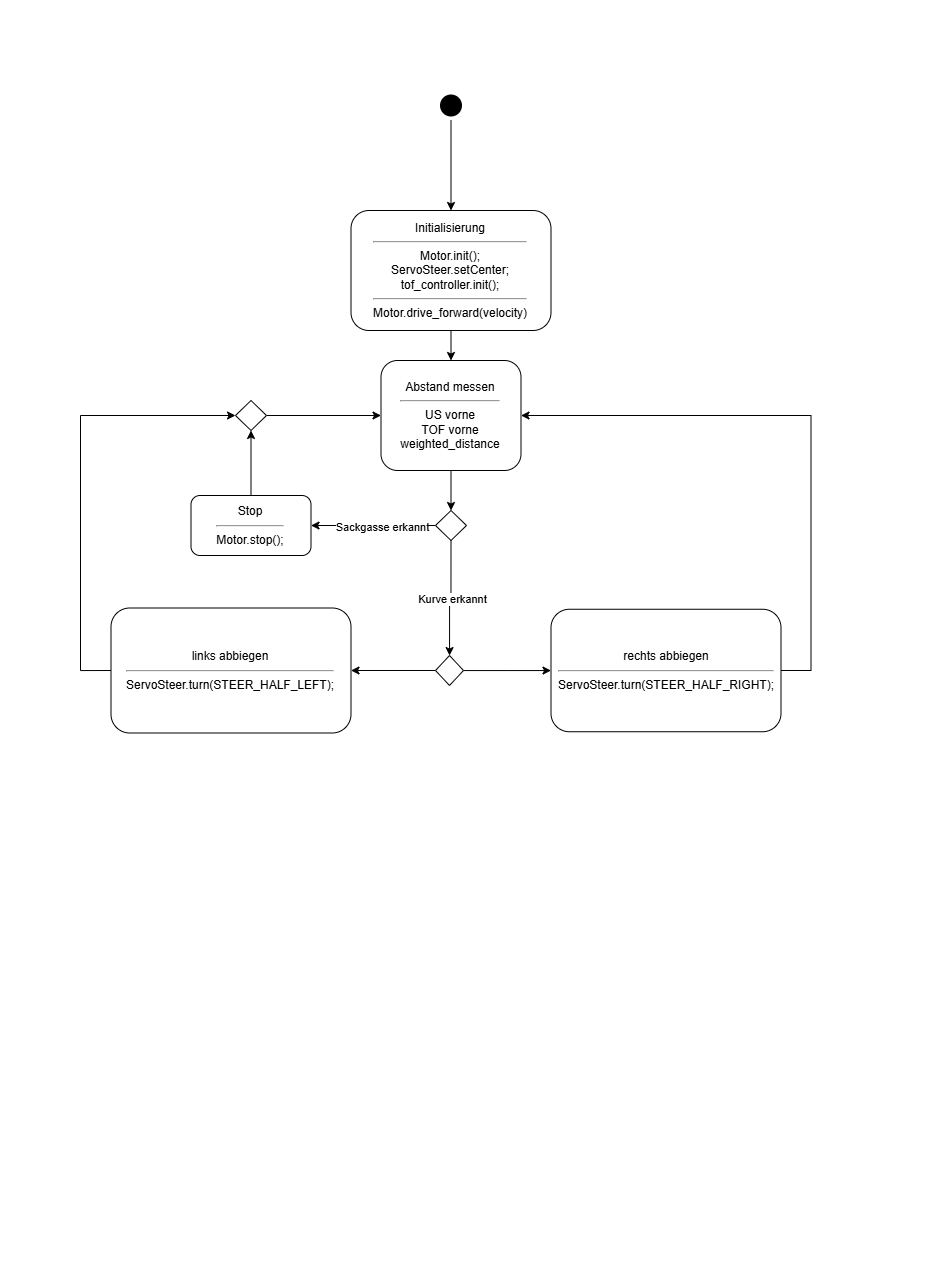 Initialisierung
Motor.init();
ServoSteer.setCenter;
tof_controller.init();
Motor.drive_forward(velocity)
Abstand messen
US vorne
TOF vorne
weighted_distance
Stop
Motor.stop();
Sackgasse erkannt
Kurve erkannt
links abbiegen
ServoSteer.turn(STEER_HALF_LEFT);
rechts abbiegen
ServoSteer.turn(STEER_HALF_RIGHT);